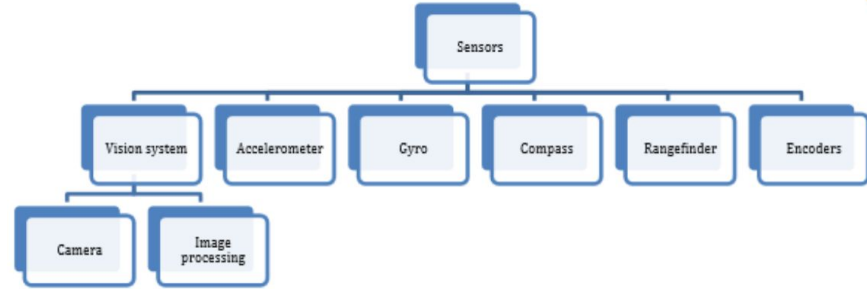 Sensors
Vision system
Accelerometer
Gyro
Compass
Rangefinder
Encoders
Camera
Image
processing